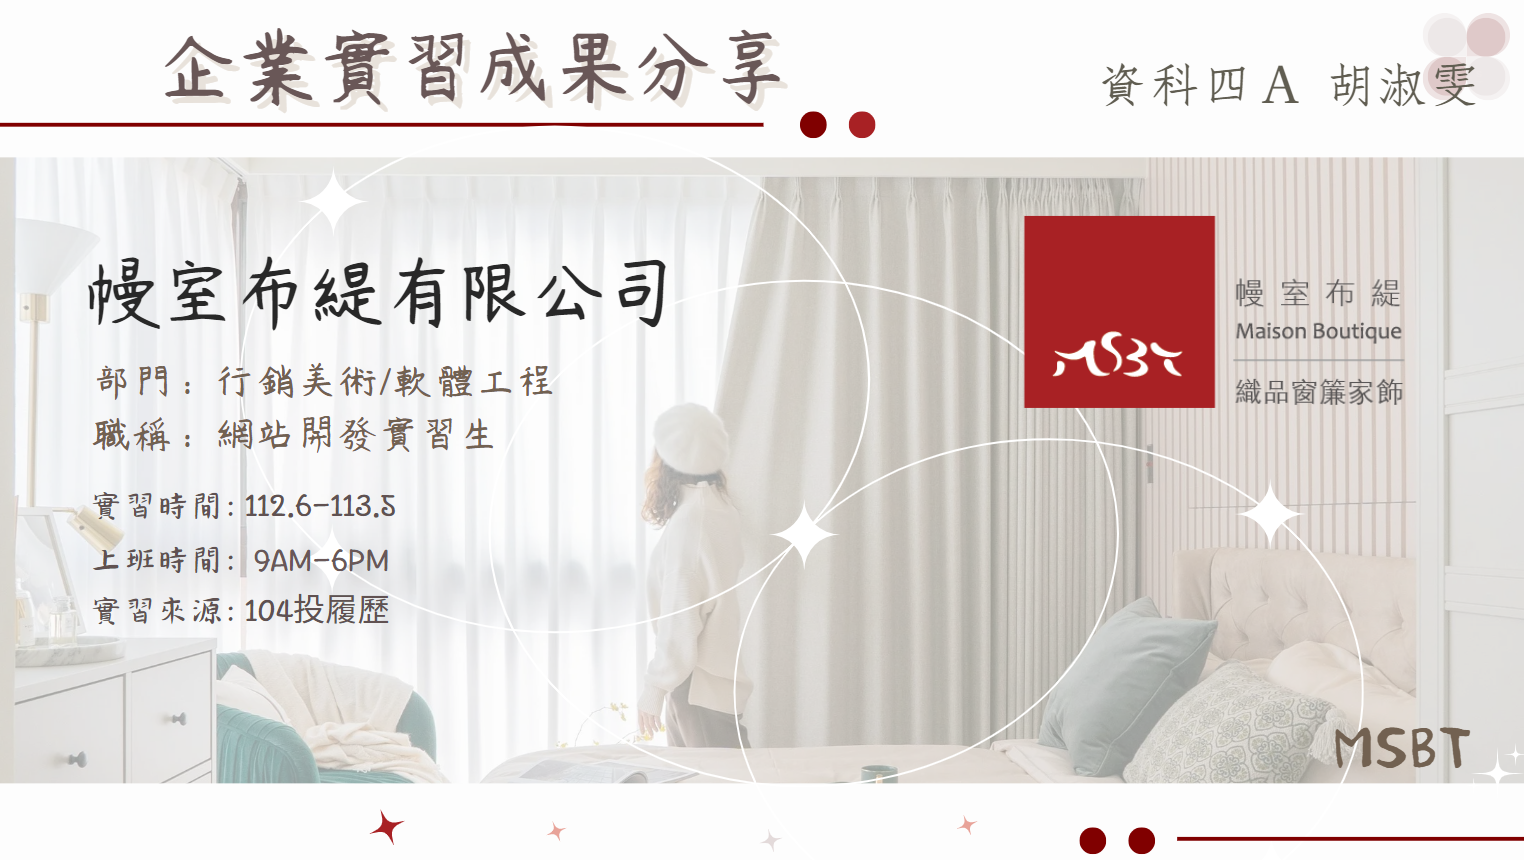 企業實習成果分享
資科四A 胡淑雯
幔室布緹有限公司
部門：行銷美術/軟體工程
職稱：網站開發實習生
實習時間：112.6-113.5
上班時間： 9AM-6PM
實習來源：104投履歷
MSBT
幔室布緹
Maison Boutique
織品窗簾家飾
MSBT